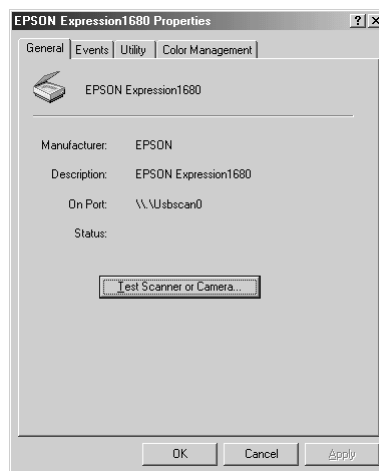 EPSON Expression1680 Properties
General Events Utility Color Management
EPSON Expression1680
Manufacturer: EPSON
Description: EPSON Expression1680
On Port: \\.\Usbscan0
Status:
Test Scanner or Camera...
OK Cancel Apply